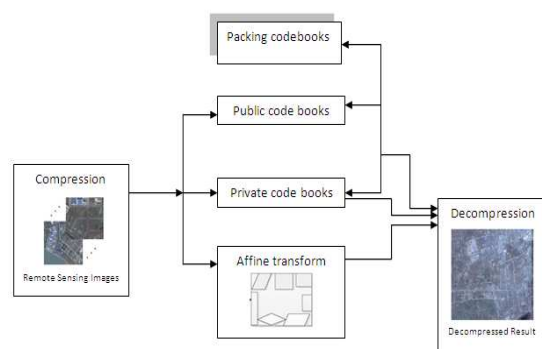 Packing codebooks
Public code books
Compression
Private code books
Decompression
Remote Sensing Images
Affine transform
Decompressed Result